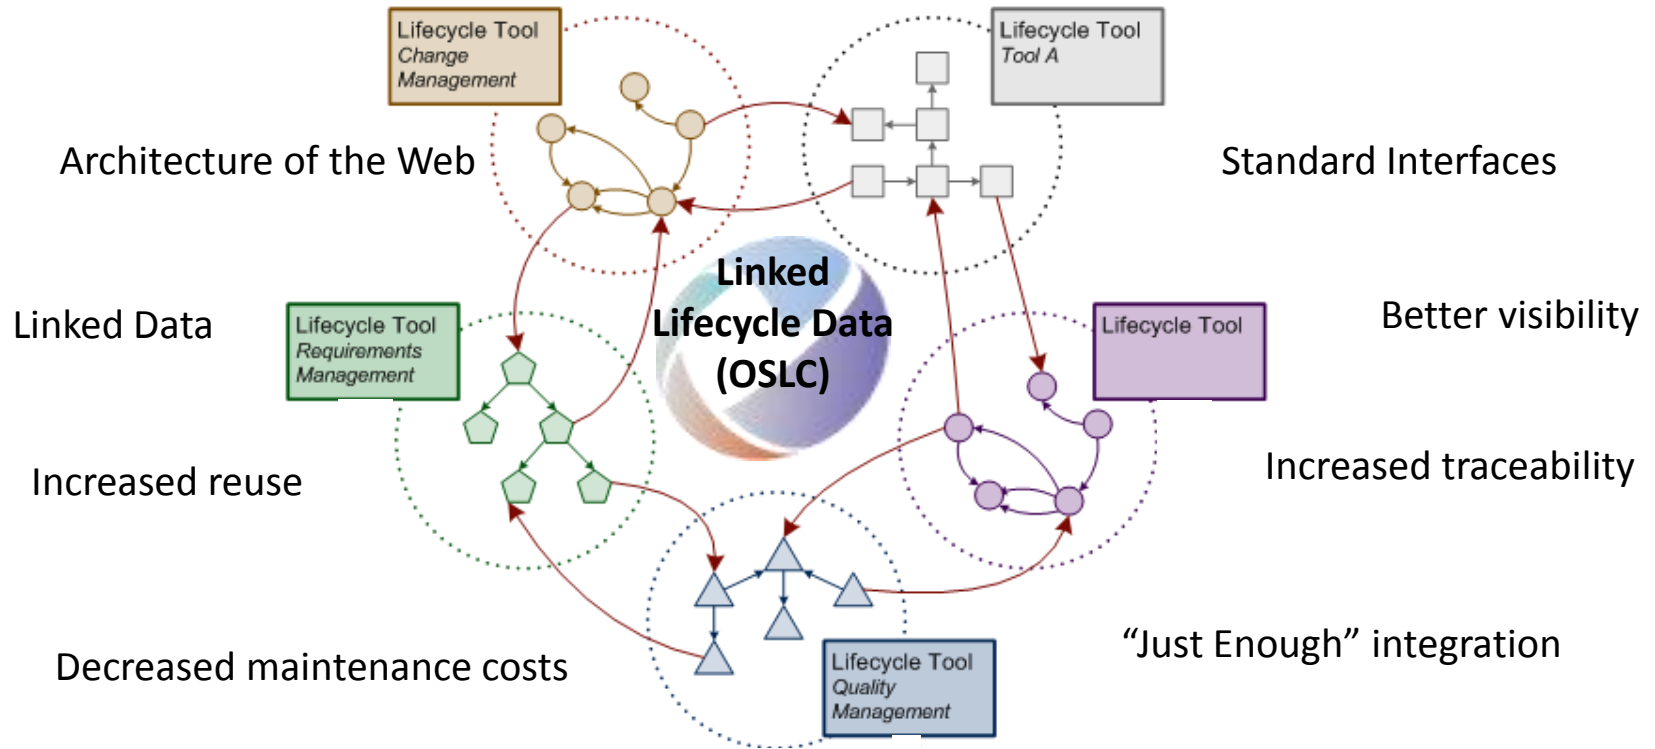 Lifecycle Tool
Change
Management
Lifecycle Tool
Tool A
Architecture of the Web
Standard Interfaces
Linked
Lifecycle Data
(OSLC)
Linked Data
Lifecycle Tool
Requirements
Management
Lifecycle Tool
Better visibility
Increased reuse
Increased traceability
Decreased maintenance costs
Lifecycle Tool
Quality
Management
“Just Enough” integration